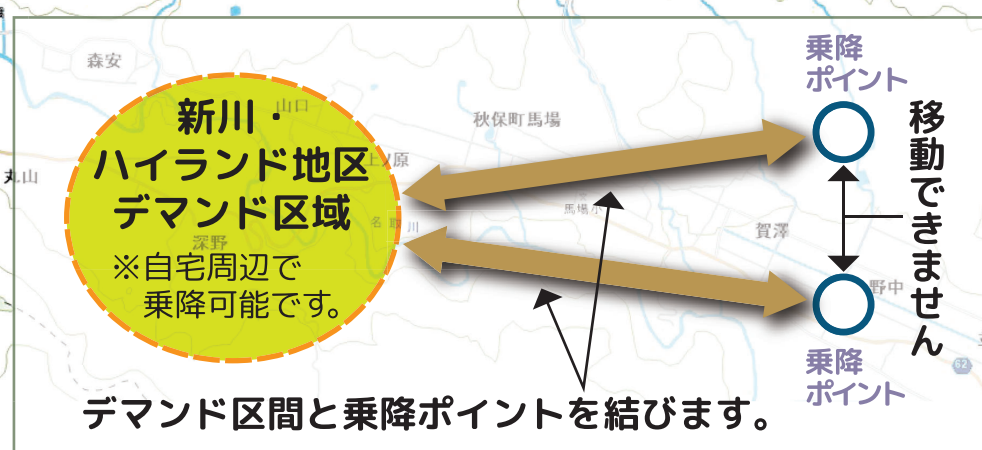 森安
山口
秋保町馬場
上ノ原
丸山
名取川
深野
馬場小
賀澤
野中
62
新川・
ハイランド地区
デマンド区域
※自宅周辺で
乗降可能です。
乗降
ポイント
移動できません
乗降
ポイント
デマンド区間と乗降ポイントを結びます。